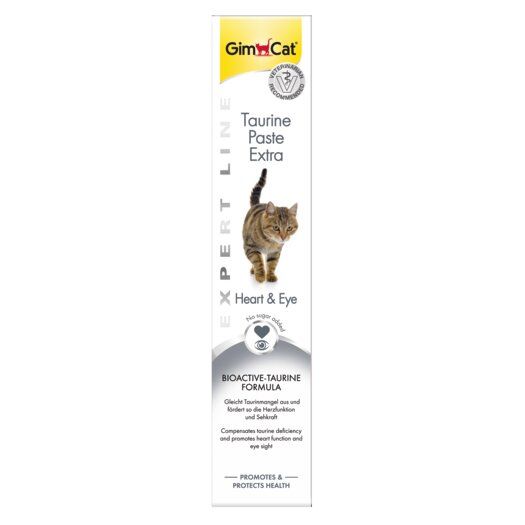 GimCat
VETERINARIAN
RECOMMENDED
EXPERT LINE
Taurine
Paste
Extra
Heart & Eye
No sugar added
BIOACTIVE-TAURINE
FORMULA
Gleicht Taurinmangel aus und
fördert so die Herzfunktion
und Sehkraft
Compensates taurine deficiency
and promotes heart function and
eye sight
PROMOTES &
PROTECTS HEALTH